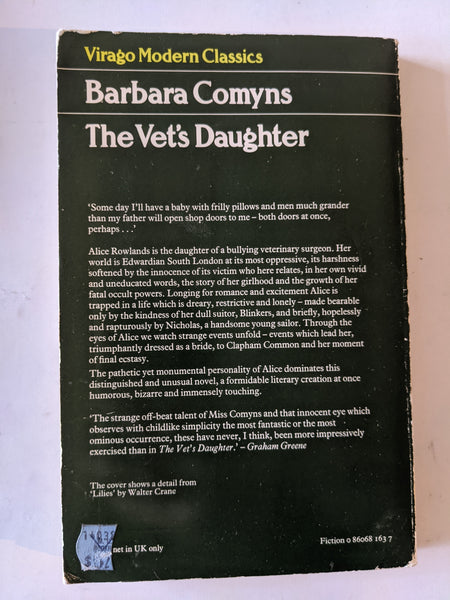 Virago Modern Classics
Barbara Comyns
The Vet's Daughter
'Some day I'll have a baby with frilly pillows and men much grander
than my father will open shop doors to me – both doors at once,
perhaps . . .'
Alice Rowlands is the daughter of a bullying veterinary surgeon. Her
world is Edwardian South London at its most oppressive, its harshness
softened by the innocence of its victim who here relates, in her own vivid
and uneducated words, the story of her girlhood and the growth of her
fatal occult powers. Longing for romance and excitement Alice is
trapped in a life which is dreary, restrictive and lonely – made bearable
only by the kindness of her dull suitor, Blinkers, and briefly, hopelessly
and rapturously by Nicholas, a handsome young sailor. Through the
eyes of Alice we watch strange events unfold – events which lead her,
triumphantly dressed as a bride, to Clapham Common and her moment
of final ecstasy.
The pathetic yet monumental personality of Alice dominates this
distinguished and unusual novel, a formidable literary creation at once
humorous, bizarre and immensely touching.
'The strange off-beat talent of Miss Comyns and that innocent eye which
observes with childlike simplicity the most fantastic or the most
ominous occurrence, these have never, I think, been more impressively
exercised than in The Vet's Daughter.' – Graham Greene
The cover shows a detail from
'Lilies' by Walter Crane
net in UK only
Fiction 0 86068 163 7